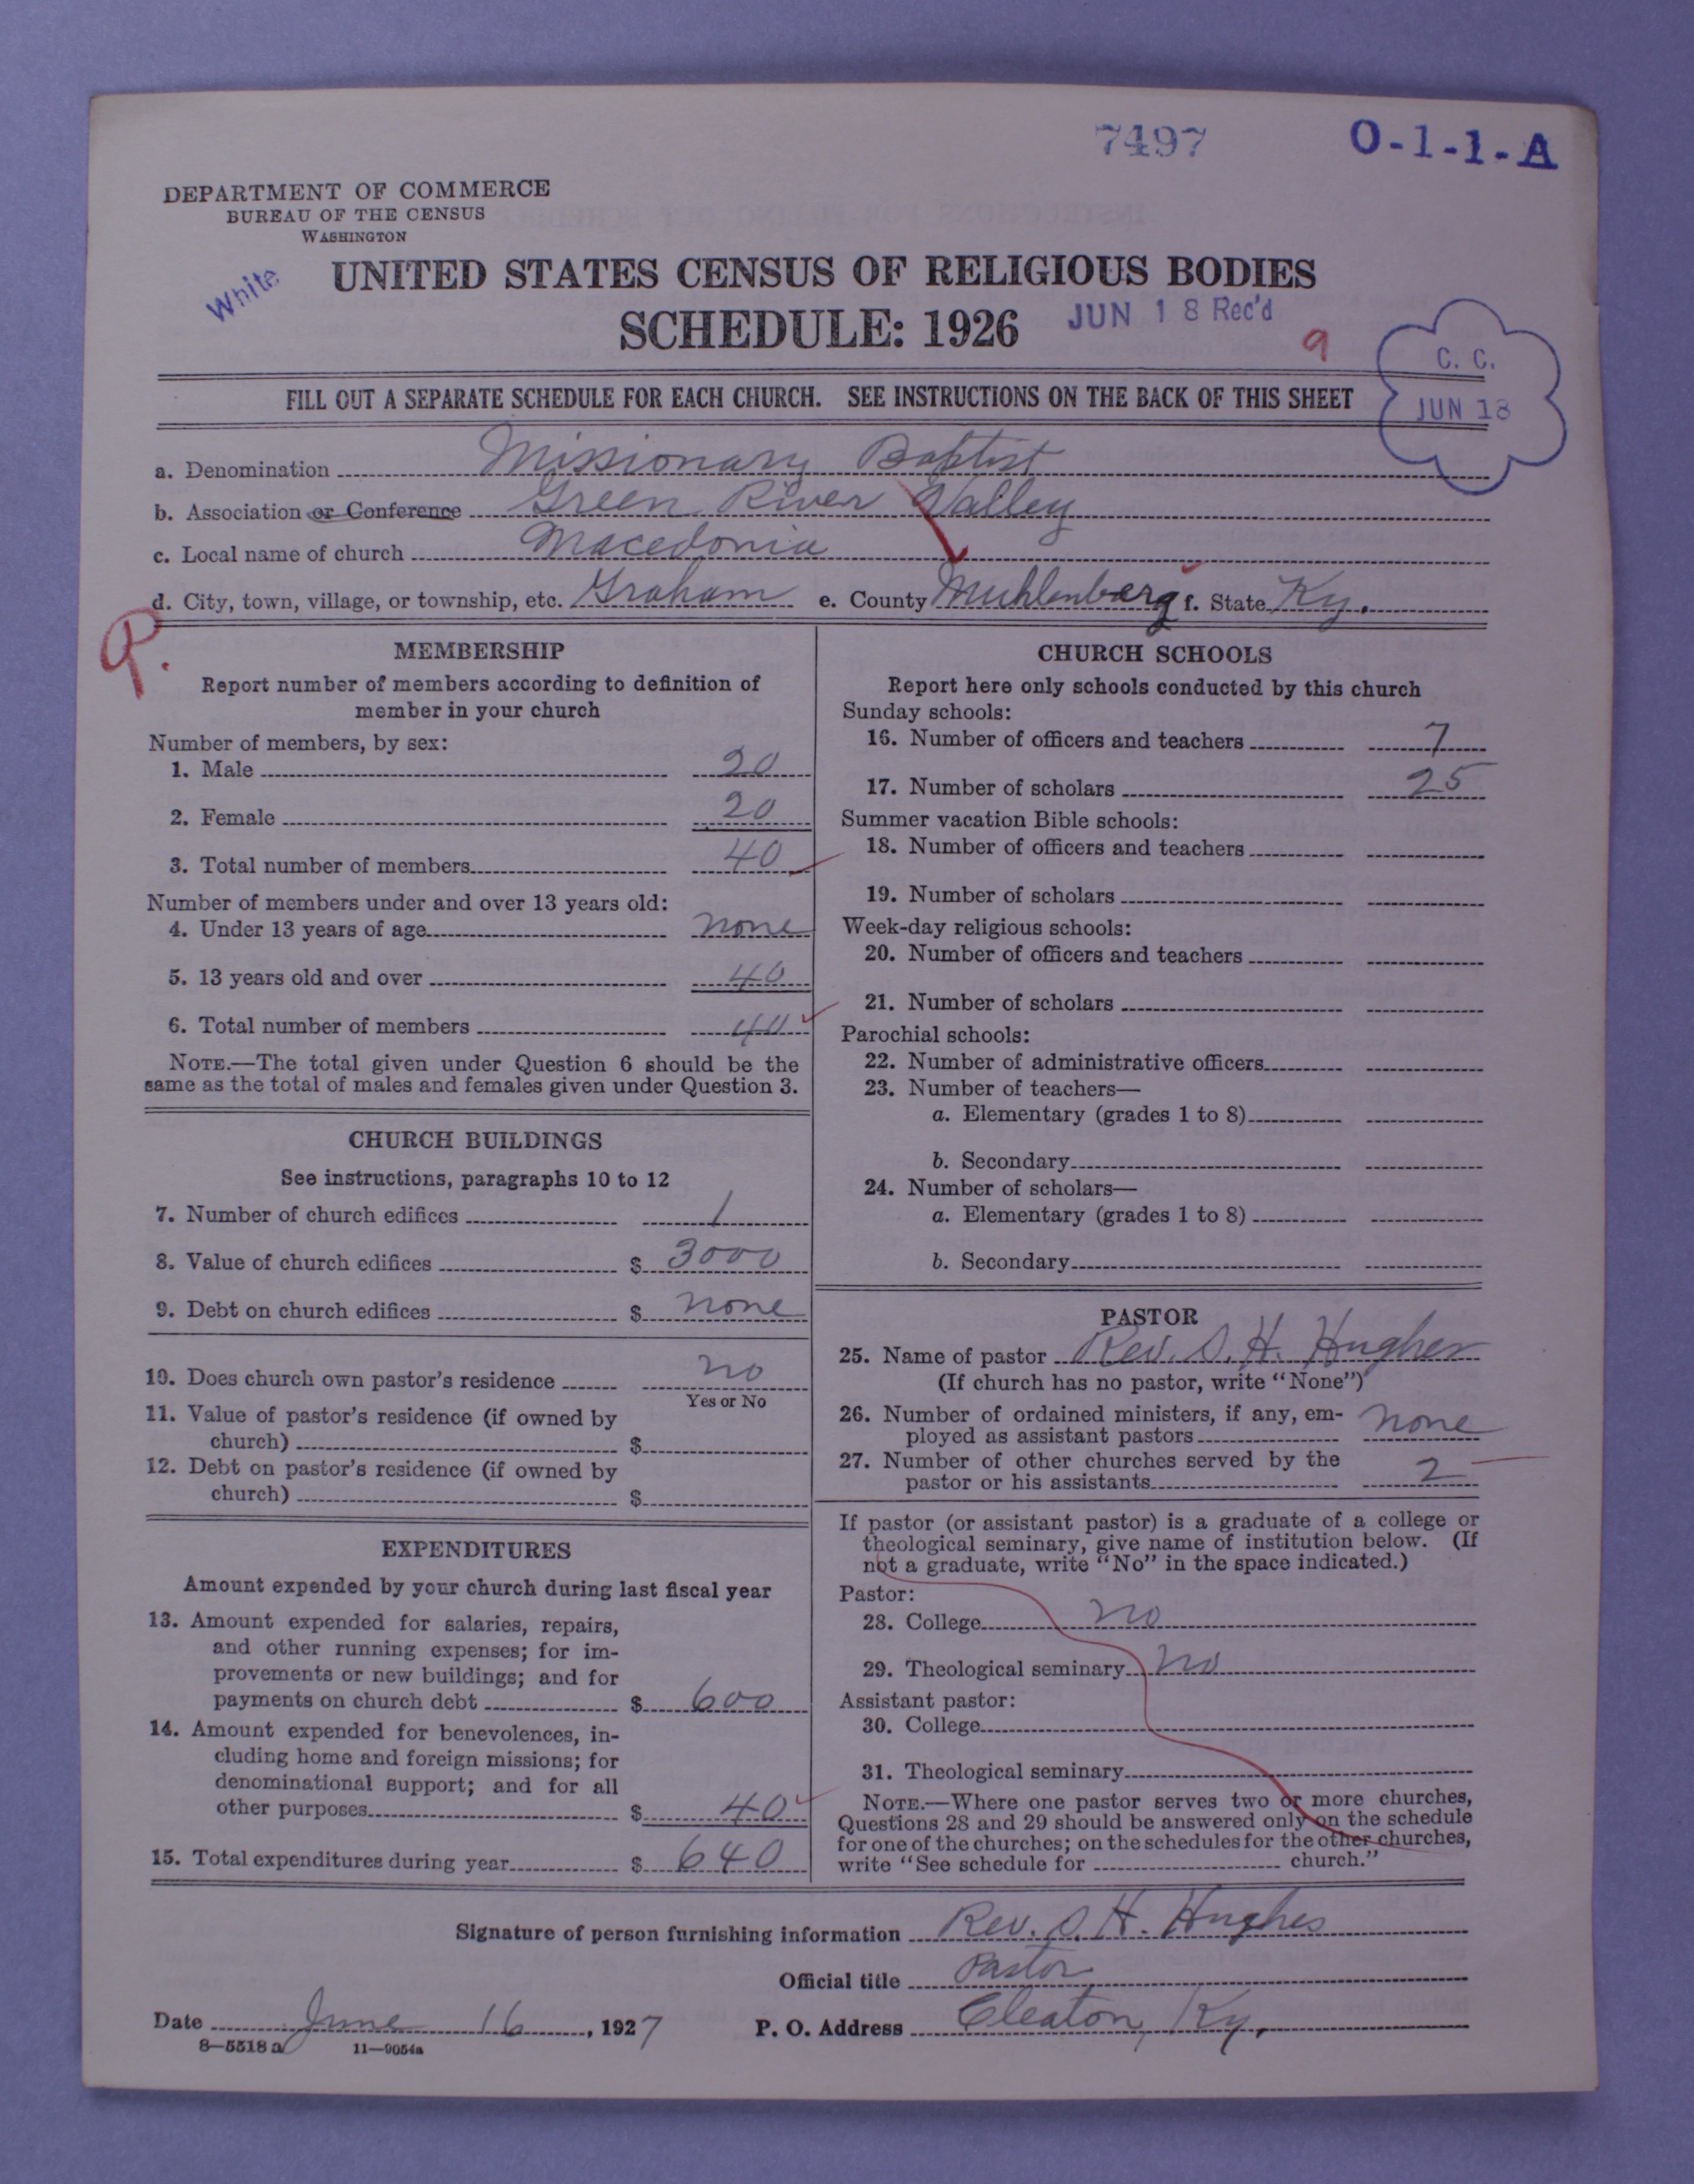 7497 O-1-1-A
DEPARTMENT OF COMMERCE
BUREAU OF THE CENSUS
WASHINGTON
White
UNITED STATES CENSUS OF RELIGIOUS BODIES
SCHEDULE: 1926
JUN 18 Rec'd
9
C. C.
JUN 18
FILL OUT A SEPARATE SCHEDULE FOR EACH CHURCH. SEE INSTRUCTIONS ON THE BACK OF THIS SHEET
a. Denomination Missionary Baptist
b. Association or Conference Green River Valley
c. Local name of church Macedonia
d. City, town, village, or township, etc. Graham e. County Muhlenberg f. State Ky.
P.
MEMBERSHIP
Report number of members according to definition of
member in your church
Number of members, by sex:
1. Male 20
2. Female 20
3. Total number of members 40
Number of members under and over 13 years old:
4. Under 13 years of age none
5. 13 years old and over 40
6. Total number of members 40
NOTE.—The total given under Question 6 should be the
same as the total of males and females given under Question 3.
CHURCH BUILDINGS
See instructions, paragraphs 10 to 12
7. Number of church edifices 1
8. Value of church edifices $ 3000
9. Debt on church edifices $ none
10. Does church own pastor's residence no
Yes or No
11. Value of pastor's residence (if owned by
church) $
12. Debt on pastor's residence (if owned by
church) $
EXPENDITURES
Amount expended by your church during last fiscal year
13. Amount expended for salaries, repairs,
and other running expenses; for im-
provements or new buildings; and for
payments on church debt $ 600
14. Amount expended for benevolences, in-
cluding home and foreign missions; for
denominational support; and for all
other purposes $ 40
15. Total expenditures during year $ 640
CHURCH SCHOOLS
Report here only schools conducted by this church
Sunday schools:
16. Number of officers and teachers 7
17. Number of scholars 25
Summer vacation Bible schools:
18. Number of officers and teachers
19. Number of scholars
Week-day religious schools:
20. Number of officers and teachers
21. Number of scholars
Parochial schools:
22. Number of administrative officers
23. Number of teachers—
a. Elementary (grades 1 to 8)
b. Secondary
24. Number of scholars—
a. Elementary (grades 1 to 8)
b. Secondary
PASTOR
25. Name of pastor Rev. S. H. Hughes
(If church has no pastor, write "None")
26. Number of ordained ministers, if any, em-
ployed as assistant pastors none
27. Number of other churches served by the
pastor or his assistants 2
If pastor (or assistant pastor) is a graduate of a college or
theological seminary, give name of institution below. (If
not a graduate, write "No" in the space indicated.)
Pastor:
28. College no
29. Theological seminary no
Assistant pastor:
30. College
31. Theological seminary
NOTE.—Where one pastor serves two or more churches,
Questions 28 and 29 should be answered only on the schedule
for one of the churches; on the schedules for the other churches,
write "See schedule for church."
Signature of person furnishing information Rev. S. H. Hughes
Official title Pastor
Date June 16, 1927 P. O. Address Cleaton, Ky.
8—5518 a 11—9054a